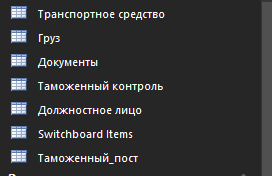 Транспортное средство
Груз
Документы
Таможенный контроль
Должностное лицо
Switchboard Items
Таможенный_пост